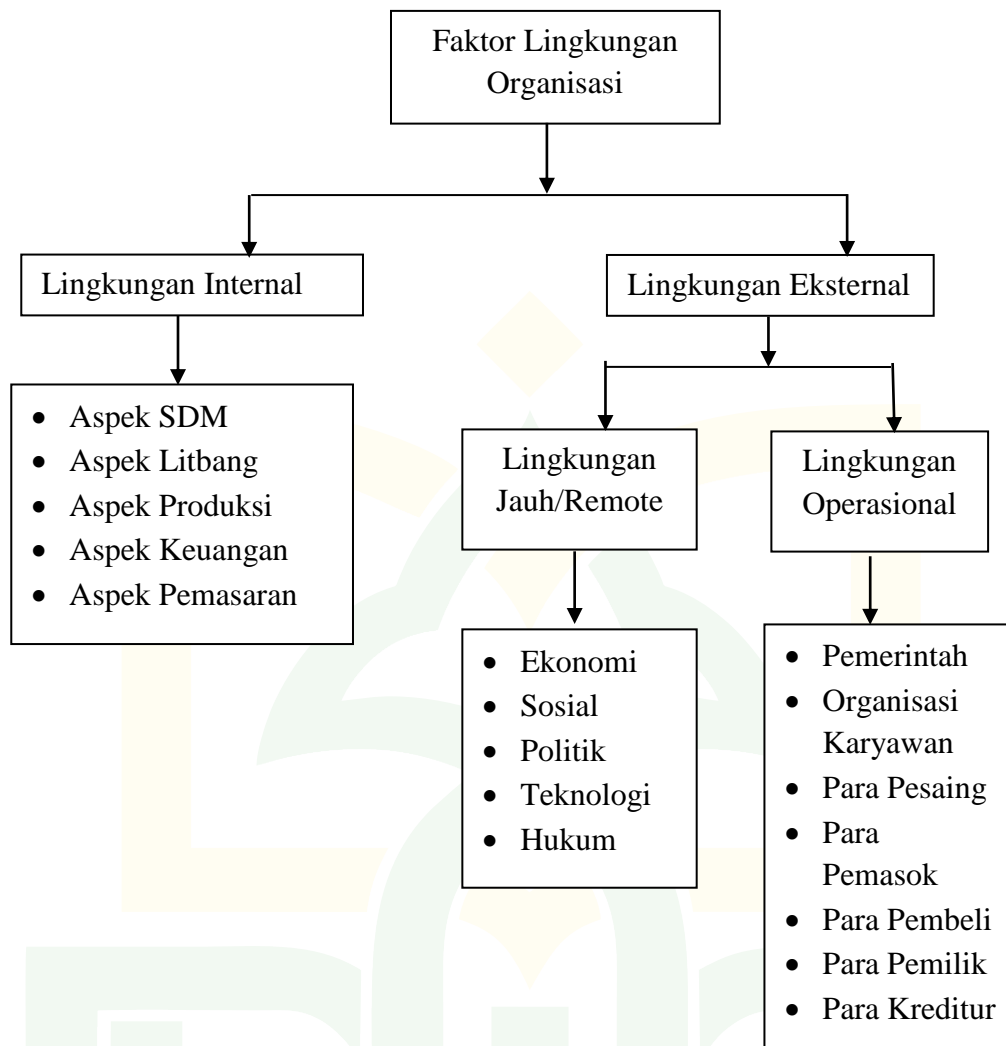 Faktor Lingkungan
Organisasi
Lingkungan Internal
Lingkungan Eksternal
• Aspek SDM
• Aspek Litbang
• Aspek Produksi
• Aspek Keuangan
• Aspek Pemasaran
Lingkungan
Jauh/Remote
Lingkungan
Operasional
• Ekonomi
• Sosial
• Politik
• Teknologi
• Hukum
• Pemerintah
• Organisasi
Karyawan
• Para Pesaing
• Para
Pemasok
• Para Pembeli
• Para Pemilik
• Para Kreditur